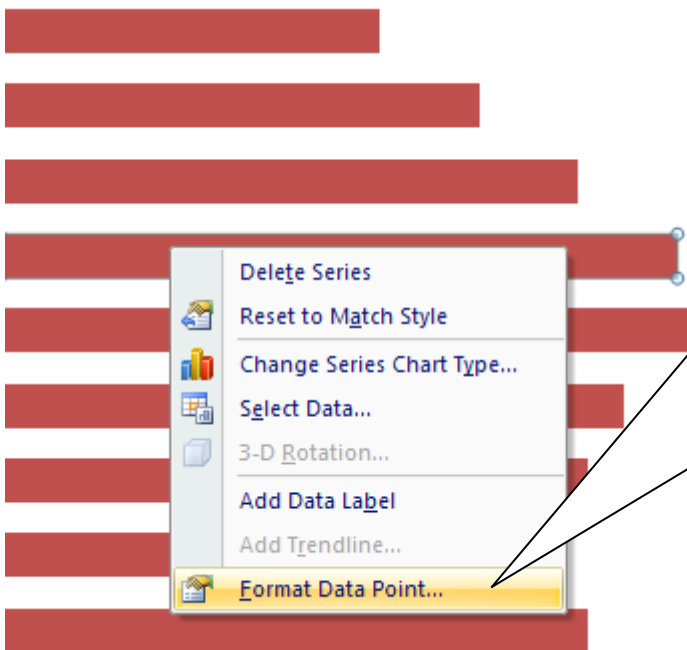 Delete Series
Reset to Match Style
Change Series Chart Type...
Select Data...
3-D Rotation...
Add Data Label
Add Trendline...
Format Data Point...